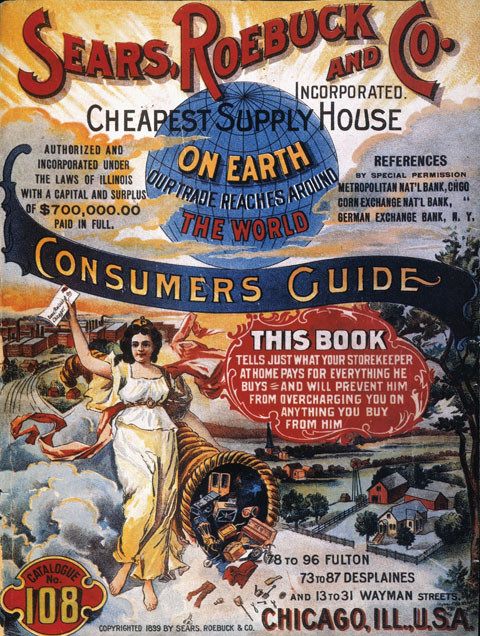 SEARS, ROEBUCK AND CO.
INCORPORATED.
CHEAPEST SUPPLY HOUSE
ON EARTH
OUR TRADE REACHES AROUND
THE WORLD
AUTHORIZED AND
INCORPORATED UNDER
THE LAWS OF ILLINOIS
WITH A CAPITAL AND SURPLUS
OF $700,000.00
PAID IN FULL.
REFERENCES
BY SPECIAL PERMISSION
METROPOLITAN NAT'L BANK, CHGO
CORN EXCHANGE NAT'L BANK, "
GERMAN EXCHANGE BANK, N. Y.
CONSUMERS GUIDE
THIS BOOK
TELLS JUST WHAT YOUR STOREKEEPER
AT HOME PAYS FOR EVERYTHING HE
BUYS = AND WILL PREVENT HIM
FROM OVERCHARGING YOU ON
ANYTHING YOU BUY
FROM HIM
78 TO 96 FULTON
73 TO 87 DESPLAINES
AND 13 TO 31 WAYMAN STREETS.
CHICAGO, ILL., U.S.A.
CATALOGUE
No.
108
COPYRIGHTED 1899 BY SEARS, ROEBUCK & CO.